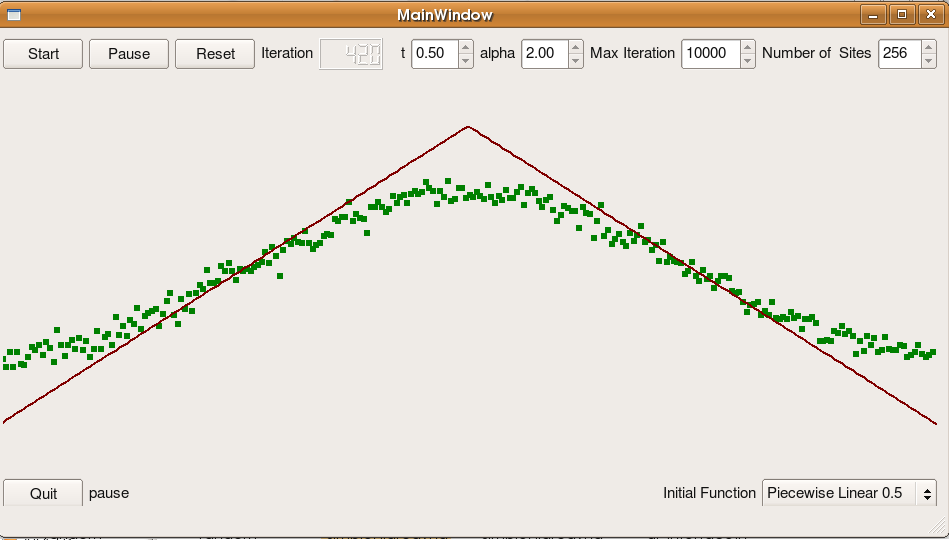 MainWindow
Start Pause Reset Iteration 420 t 0.50 alpha 2.00 Max Iteration 10000 Number of Sites 256
Quit pause Initial Function Piecewise Linear 0.5